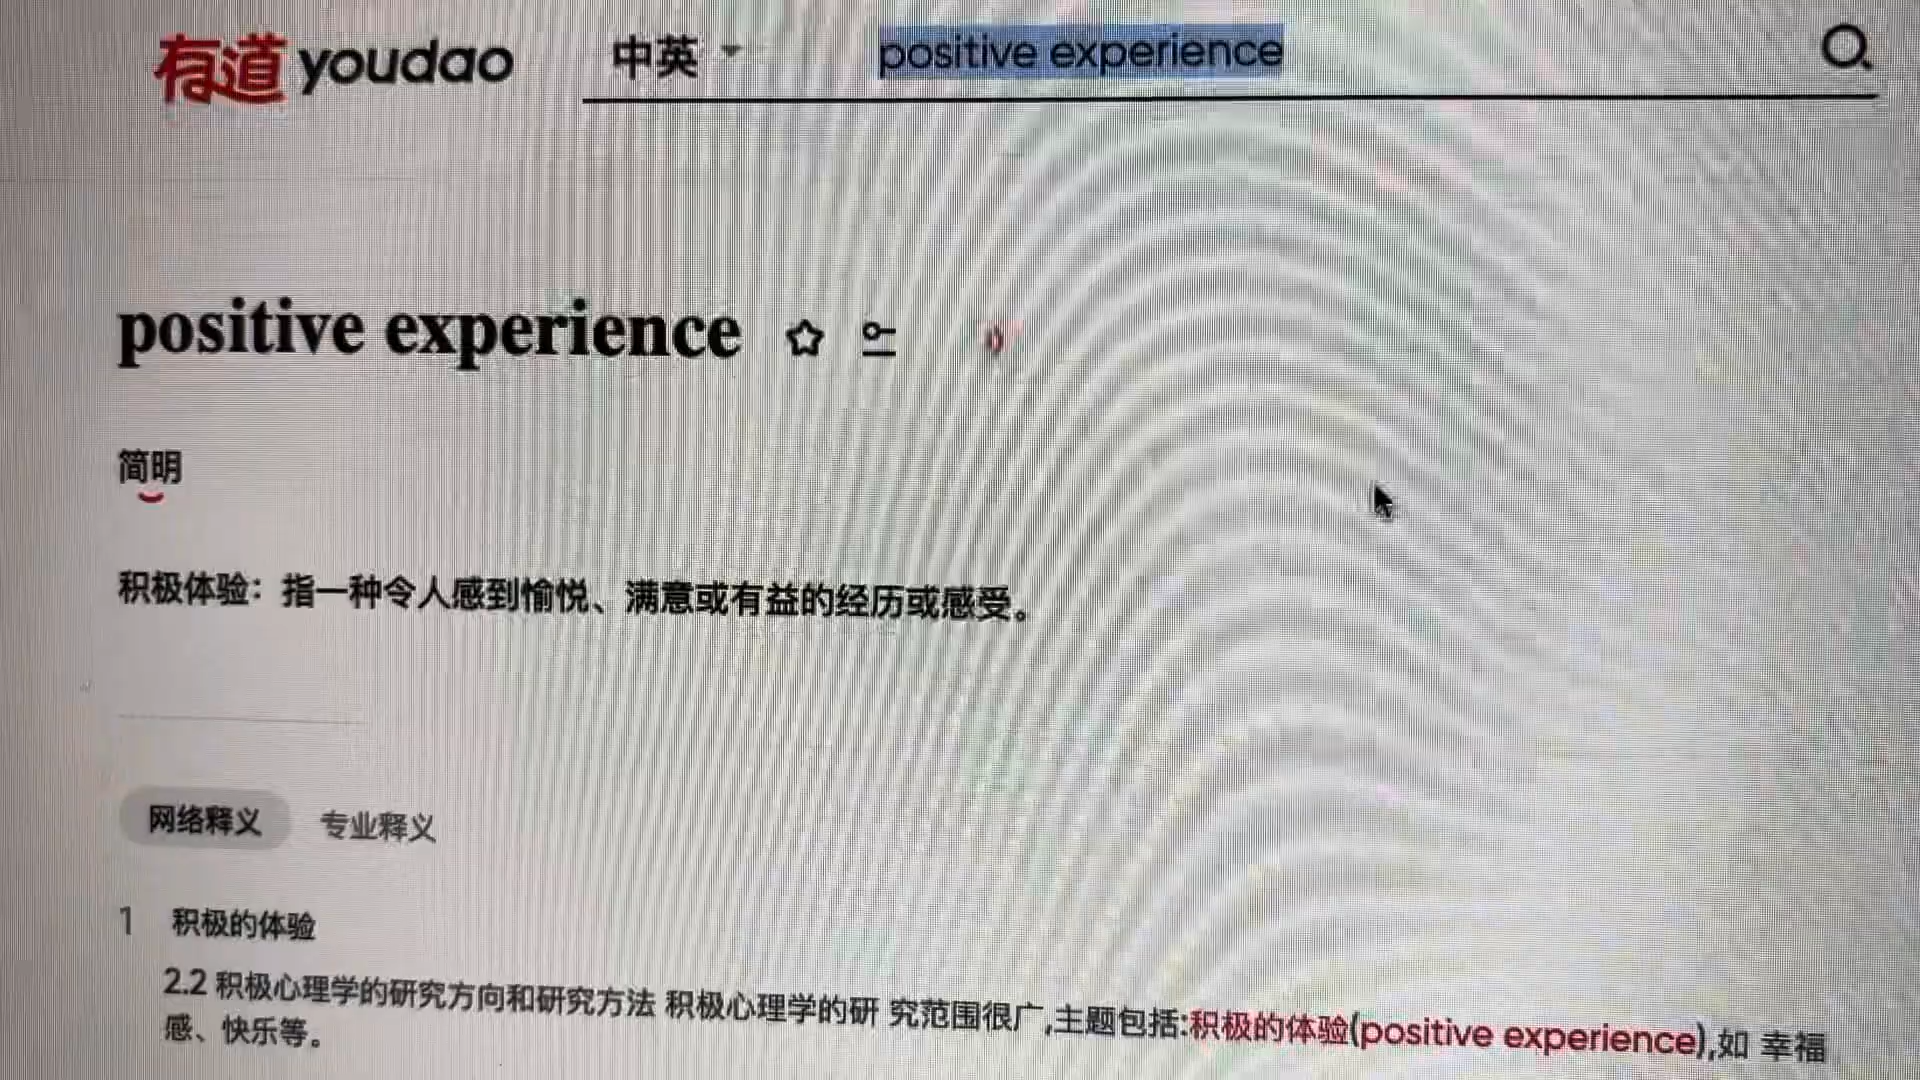 有道 youdao 中英 positive experience
positive experience
简明
积极体验：指一种令人感到愉悦、满意或有益的经历或感受。
网络释义 专业释义
1 积极的体验
2.2 积极心理学的研究方向和研究方法 积极心理学的研 究范围很广,主题包括:积极的体验(positive experience),如 幸福
感、快乐等。